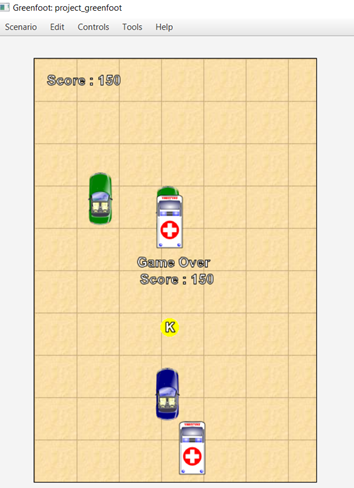 Greenfoot: project_greenfoot
Scenario Edit Controls Tools Help
Score : 150
Game Over
Score : 150
K